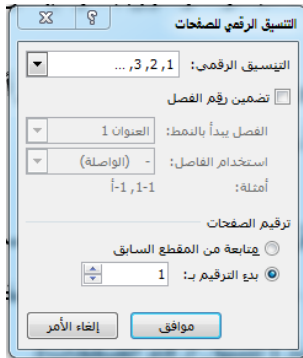 التنسيق الرقمي للصفحات
التنسيق الرقمي: 1, 2, 3, ...
تضمين رقم الفصل
الفصل يبدأ بالنمط: العنوان 1
استخدام الفاصل: - (الواصلة)
أمثلة: 1-1, 1-أ
ترقيم الصفحات
متابعة من المقطع السابق
بدء الترقيم بـ: 1
موافق إلغاء الأمر